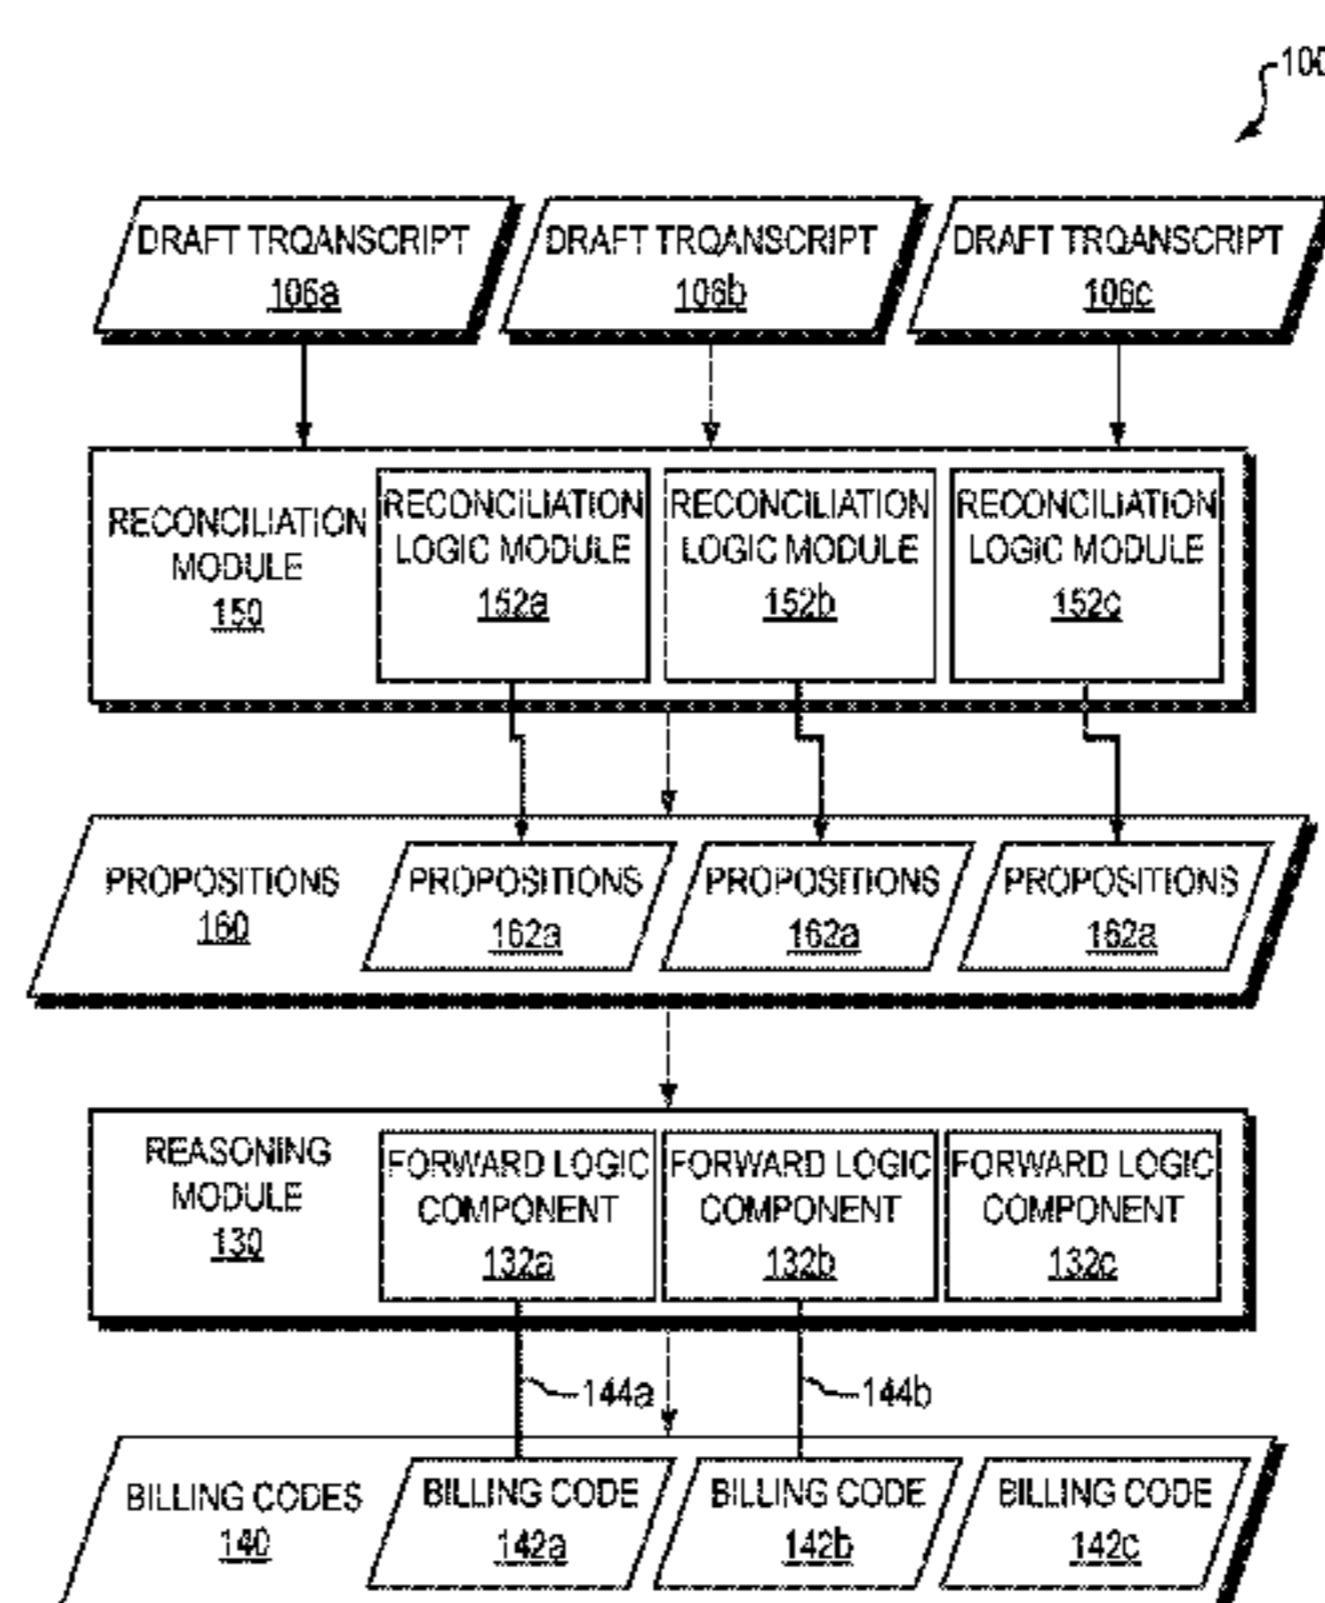 100
DRAFT TRQANSCRIPT
106a
DRAFT TRQANSCRIPT
106b
DRAFT TRQANSCRIPT
106c
RECONCILIATION
MODULE
150
RECONCILIATION
LOGIC MODULE
152a
RECONCILIATION
LOGIC MODULE
152b
RECONCILIATION
LOGIC MODULE
152c
PROPOSITIONS
160
PROPOSITIONS
162a
PROPOSITIONS
162a
PROPOSITIONS
162a
REASONING
MODULE
130
FORWARD LOGIC
COMPONENT
132a
FORWARD LOGIC
COMPONENT
132b
FORWARD LOGIC
COMPONENT
132c
144a
144b
BILLING CODES
140
BILLING CODE
142a
BILLING CODE
142b
BILLING CODE
142c